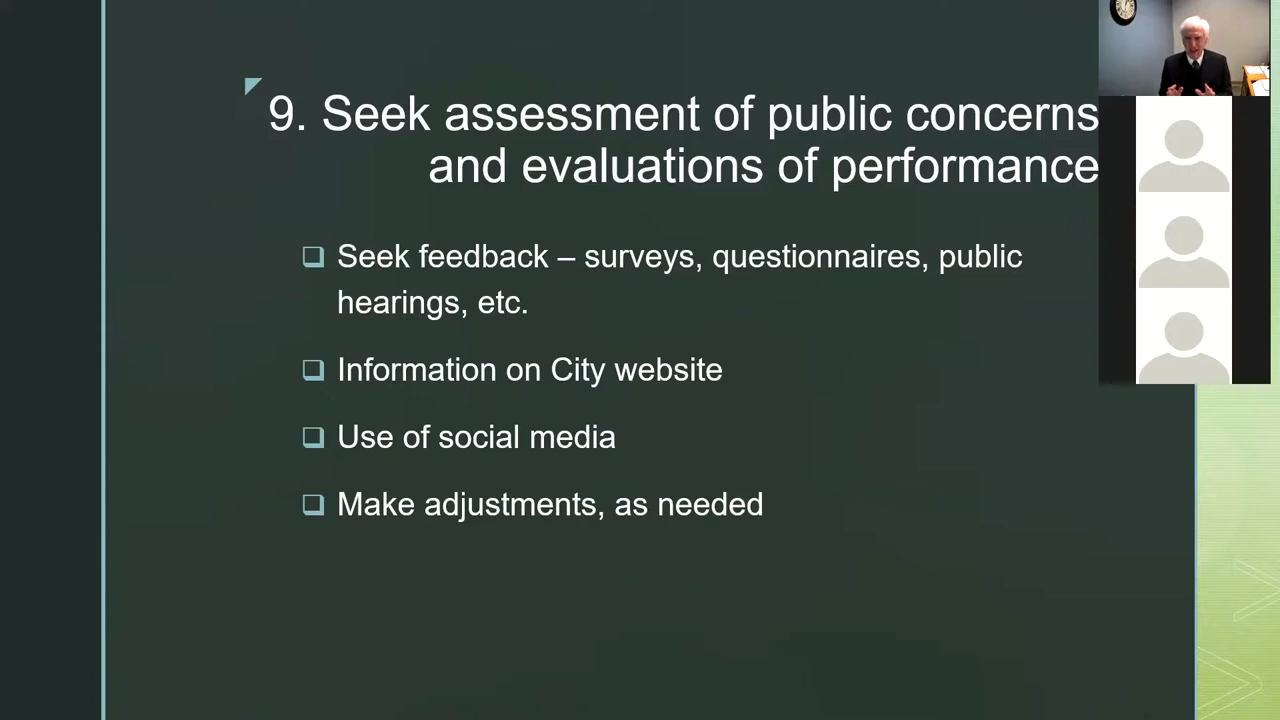 9. Seek assessment of public concerns
and evaluations of performance
❑ Seek feedback – surveys, questionnaires, public
hearings, etc.
❑ Information on City website
❑ Use of social media
❑ Make adjustments, as needed